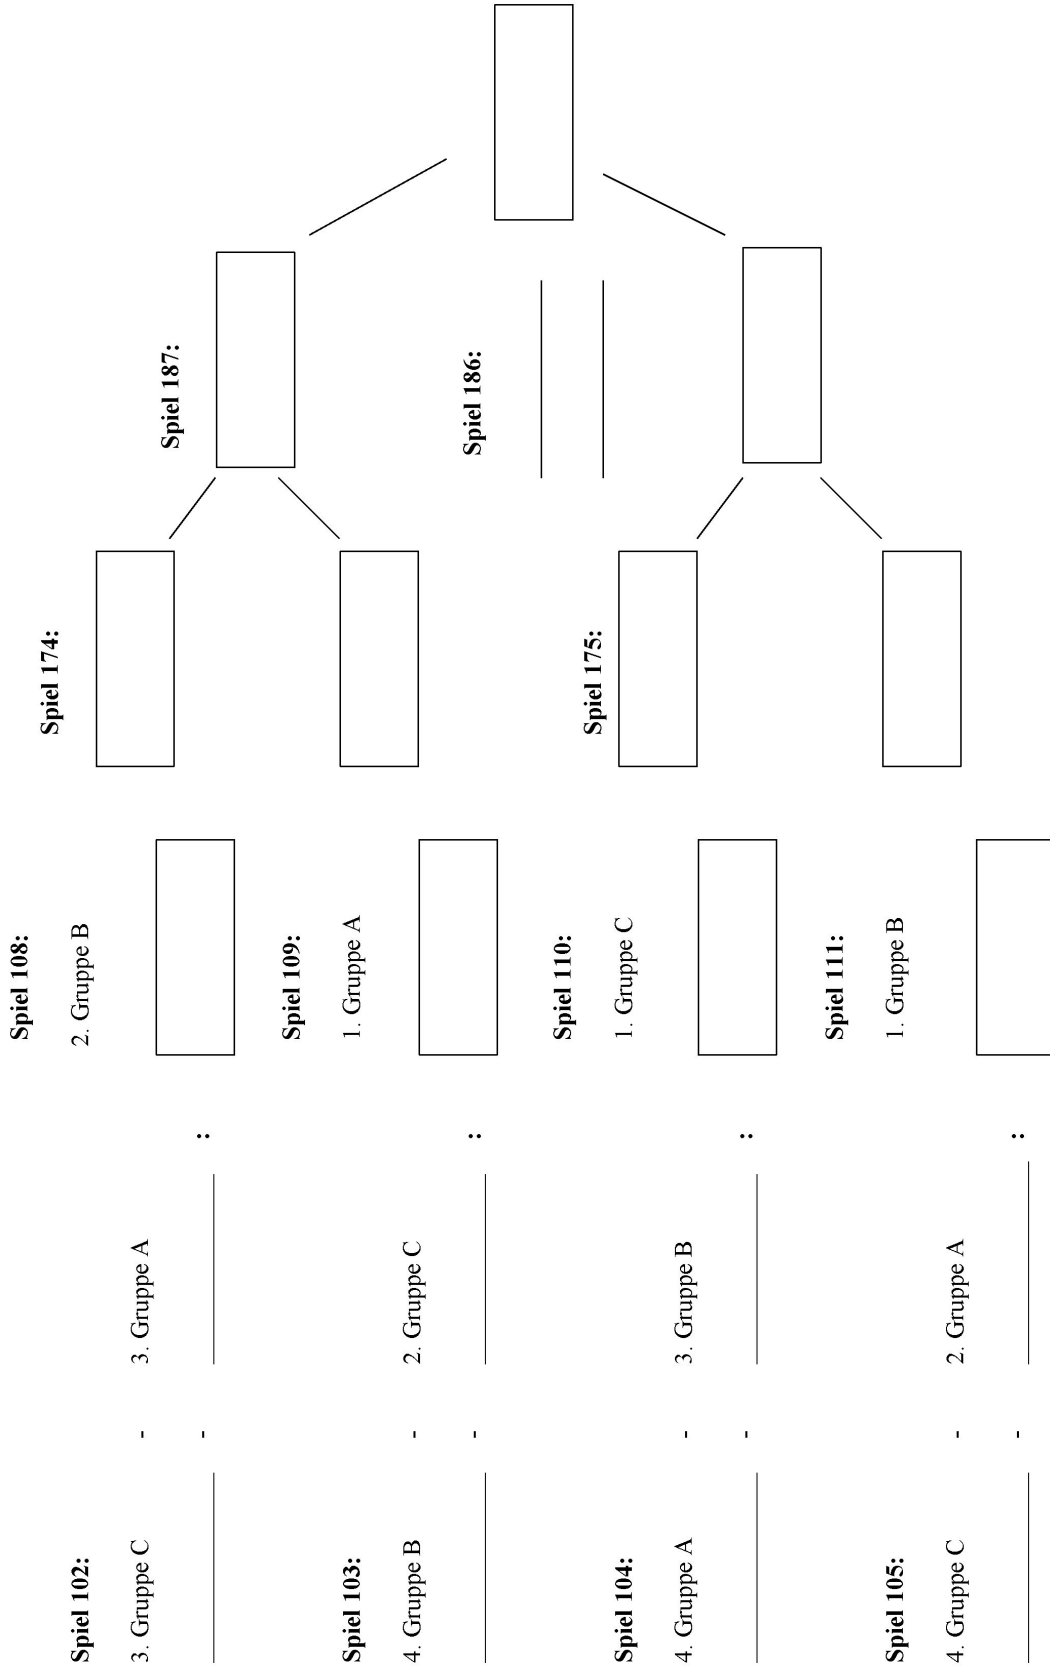 Spiel 102:
3. Gruppe C - 3. Gruppe A
- :
Spiel 103:
4. Gruppe B - 2. Gruppe C
- :
Spiel 104:
4. Gruppe A - 3. Gruppe B
- :
Spiel 105:
4. Gruppe C - 2. Gruppe A
- :
Spiel 108:
2. Gruppe B
Spiel 109:
1. Gruppe A
Spiel 110:
1. Gruppe C
Spiel 111:
1. Gruppe B
Spiel 174:
Spiel 175:
Spiel 187:
Spiel 186: